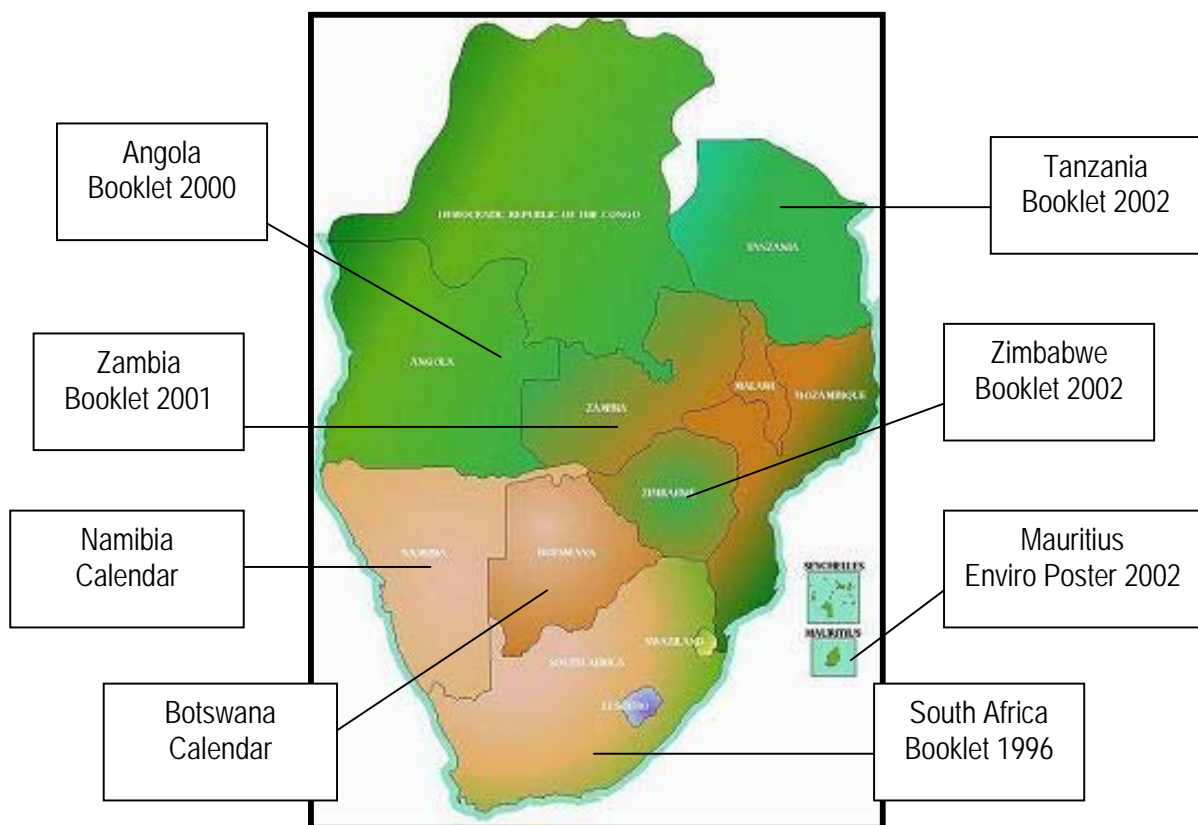 Angola
Booklet 2000
Zambia
Booklet 2001
Namibia
Calendar
Botswana
Calendar
DEMOCRATIC REPUBLIC OF THE CONGO
TANZANIA
ANGOLA
ZAMBIA
MALAWI
MOZAMBIQUE
ZIMBABWE
NAMIBIA
BOTSWANA
SEYCHELLES
MAURITIUS
SWAZILAND
SOUTH AFRICA
LESOTHO
Tanzania
Booklet 2002
Zimbabwe
Booklet 2002
Mauritius
Enviro Poster 2002
South Africa
Booklet 1996